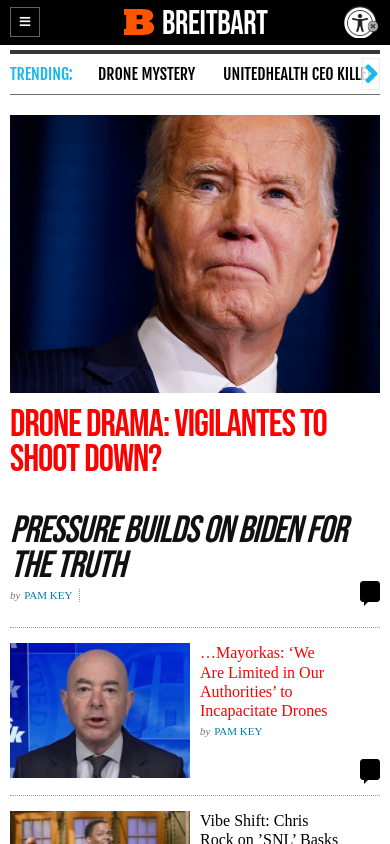 BREITBART
TRENDING:
DRONE MYSTERY
UNITEDHEALTH CEO KILL
DRONE DRAMA: VIGILANTES TO
SHOOT DOWN?
PRESSURE BUILDS ON BIDEN FOR
THE TRUTH
by PAM KEY
…Mayorkas: ‘We
Are Limited in Our
Authorities’ to
Incapacitate Drones
by PAM KEY
Vibe Shift: Chris
Rock on ’SNL’ Basks